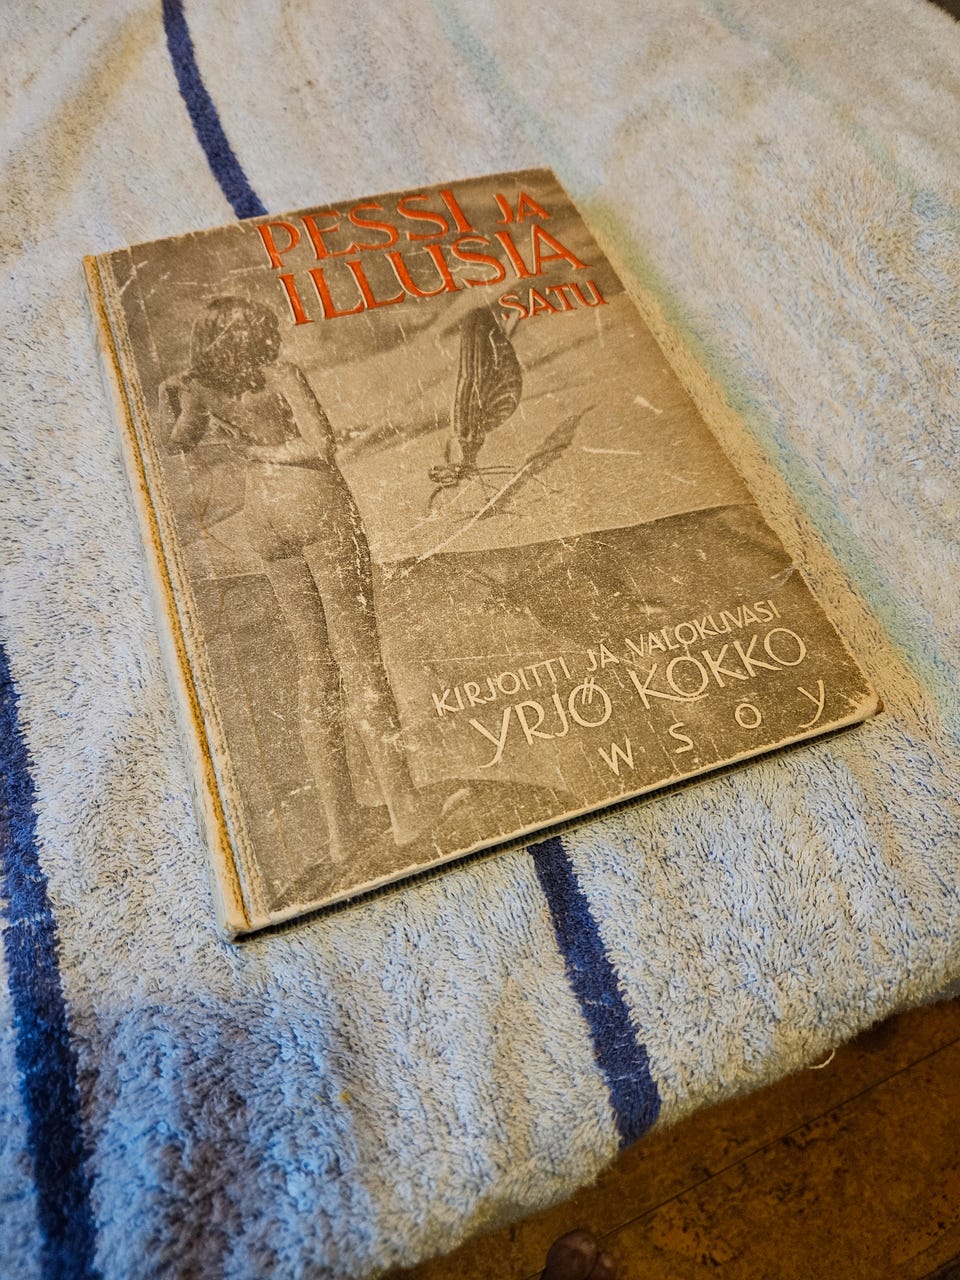 PESSI JA
ILLUSIA
SATU
KIRJOITTI JA VALOKUVASI
YRJÖ KOKKO
WSOY